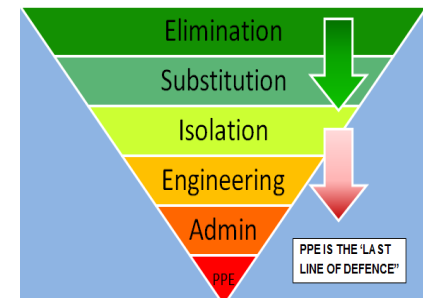 Elimination
Substitution
Isolation
Engineering
Admin
PPE
PPE IS THE 'LAST
LINE OF DEFENCE"